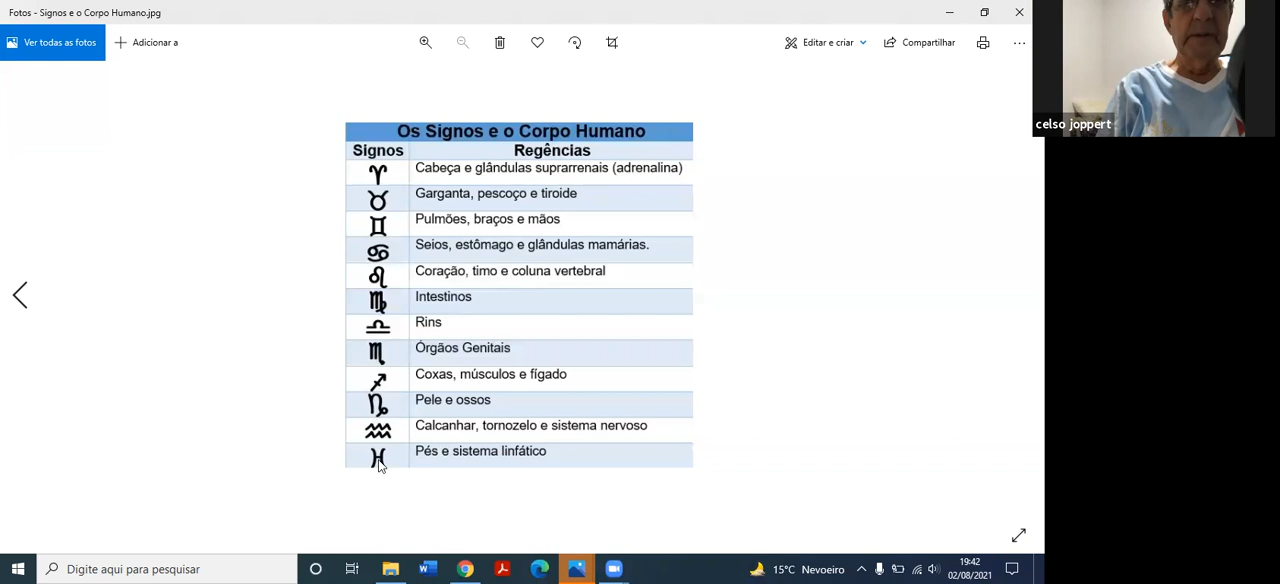 Fotos - Signos e o Corpo Humano.jpg
Ver todas as fotos
Adicionar a
Editar e criar
Compartilhar
celso joppert
Os Signos e o Corpo Humano
Signos Regências
♈ Cabeça e glândulas suprarrenais (adrenalina)
♉ Garganta, pescoço e tiroide
♊ Pulmões, braços e mãos
♋ Seios, estômago e glândulas mamárias.
♌ Coração, timo e coluna vertebral
♍ Intestinos
♎ Rins
♏ Órgãos Genitais
♐ Coxas, músculos e fígado
♑ Pele e ossos
♒ Calcanhar, tornozelo e sistema nervoso
♓ Pés e sistema linfático
Digite aqui para pesquisar
15°C Nevoeiro
19:42
02/08/2021